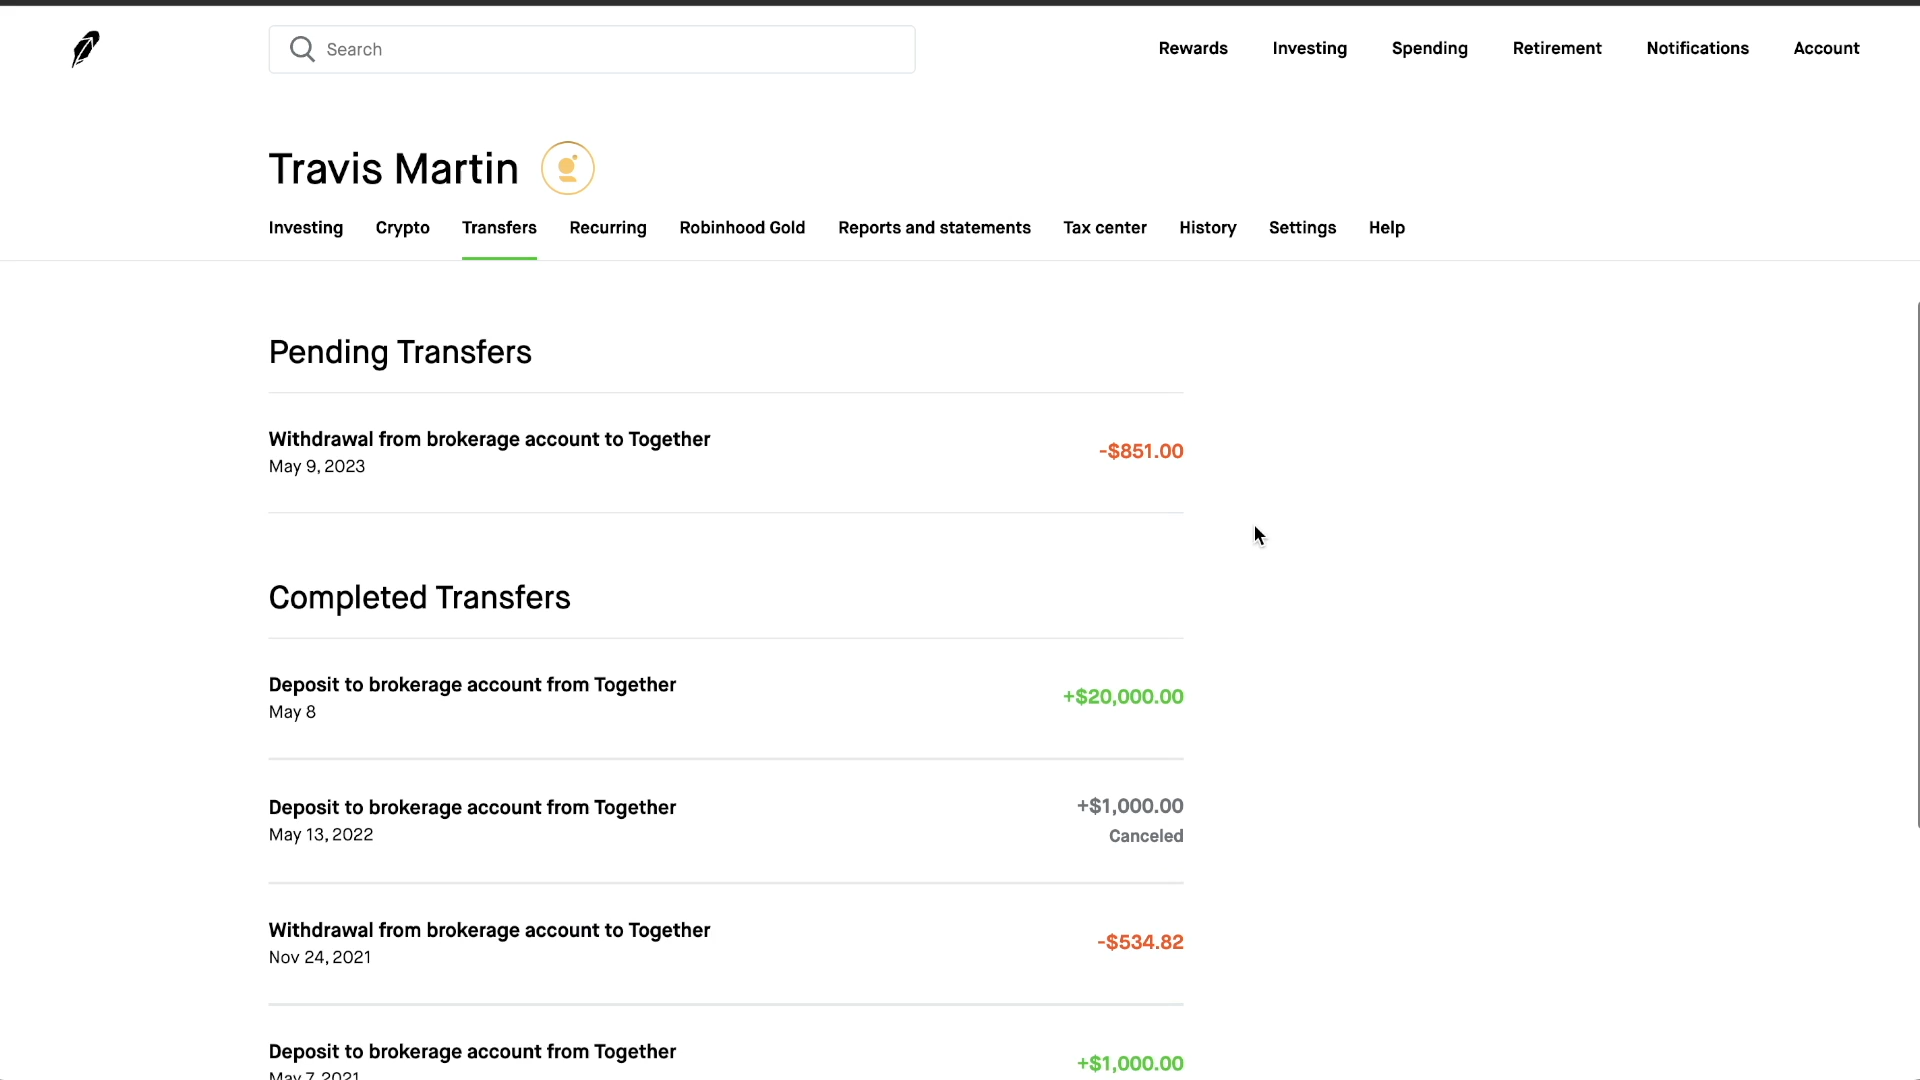 Search
Rewards
Investing
Spending
Retirement
Notifications
Account
Travis Martin
Investing
Crypto
Transfers
Recurring
Robinhood Gold
Reports and statements
Tax center
History
Settings
Help
Pending Transfers
Withdrawal from brokerage account to Together
May 9, 2023
-$851.00
Completed Transfers
Deposit to brokerage account from Together
May 8
+$20,000.00
Deposit to brokerage account from Together
May 13, 2022
+$1,000.00
Canceled
Withdrawal from brokerage account to Together
Nov 24, 2021
-$534.82
Deposit to brokerage account from Together
May 7, 2021
+$1,000.00